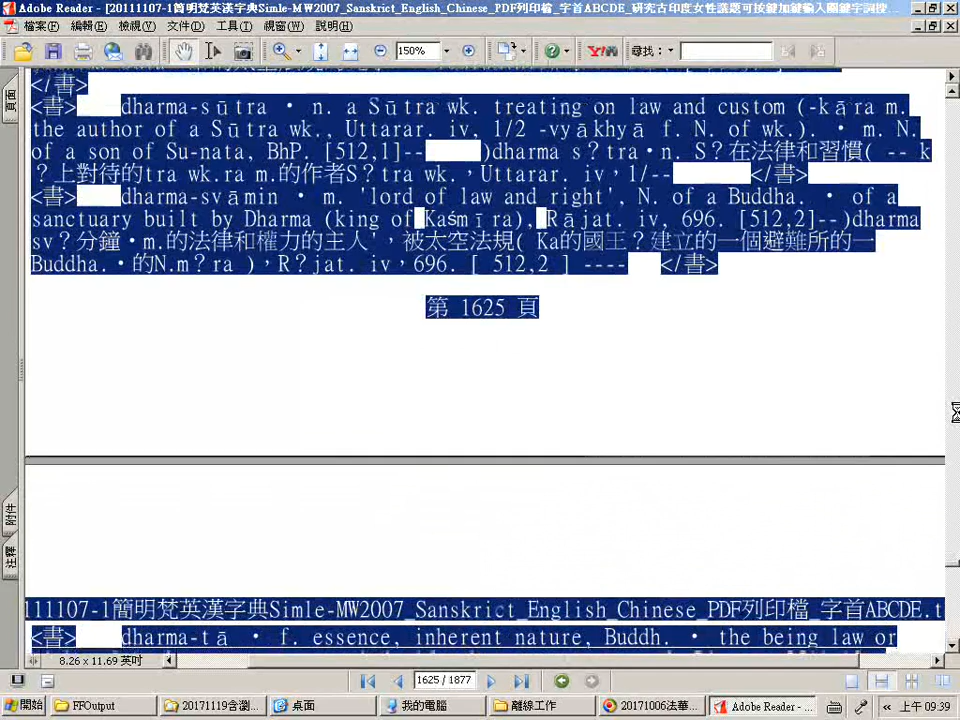 Adobe Reader - [20111107-1簡明梵英漢字典Simle-MW2007_Sanskrict_English_Chinese_PDF列印檔_字首ABCDE_研究古印度女性議題可按鍵加鍵輸入關鍵字詞搜
檔案(F) 編輯(E) 檢視(V) 文件(D) 工具(T) 視窗(W) 說明(H)
150% 尋找：
頁面
</書>
<書> dharma-sūtra • n. a Sūtra wk. treating on law and custom (-kāra m.
the author of a Sūtra wk., Uttarar. iv, 1/2 -vyākhyā f. N. of wk.). • m. N.
of a son of Su-nata, BhP. [512,1]-- )dharma s？tra•n. S？在法律和習慣( -- k
？上對待的tra wk.ra m.的作者S？tra wk.，Uttarar. iv，1/-- </書>
<書> dharma-svāmin • m. 'lord of law and right', N. of a Buddha. • of a
sanctuary built by Dharma (king of Kaśmīra), Rājat. iv, 696. [512,2]--)dharma
sv？分鐘•m.的法律和權力的主人'，被太空法規( Ka的國王？建立的一個避難所的一
Buddha.•的N.m？ra )，R？jat. iv，696. [ 512,2 ] ---- </書>
第 1625 頁
附件
注釋
111107-1簡明梵英漢字典Simle-MW2007_Sanskrict_English_Chinese_PDF列印檔_字首ABCDE.t
<書> dharma-tā • f. essence, inherent nature, Buddh. • the being law or
8.26 x 11.69 英吋
1625 / 1877
開始 FFOutput 20171119含瀏... 桌面 我的電腦 離線工作 20171006法華... Adobe Reader - [... « 上午 09:39